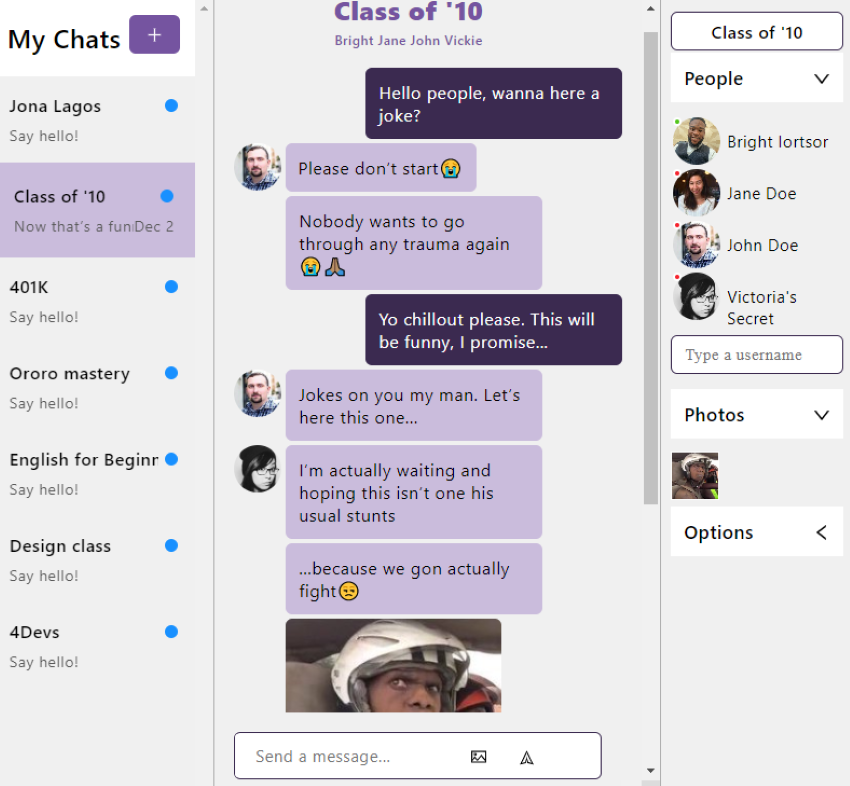 My Chats
+
Jona Lagos
Say hello!
Class of '10
Now that's a fun
Dec 2
401K
Say hello!
Ororo mastery
Say hello!
English for Beginn
Say hello!
Design class
Say hello!
4Devs
Say hello!
Class of '10
Bright Jane John Vickie
Hello people, wanna here a
joke?
Please don't start😭
Nobody wants to go
through any trauma again
😭🙏🏽
Yo chillout please. This will
be funny, I promise...
Jokes on you my man. Let's
here this one...
I'm actually waiting and
hoping this isn't one his
usual stunts
...because we gon actually
fight😒
Send a message...
Class of '10
People
Bright Iortsor
Jane Doe
John Doe
Victoria's
Secret
Type a username
Photos
Options